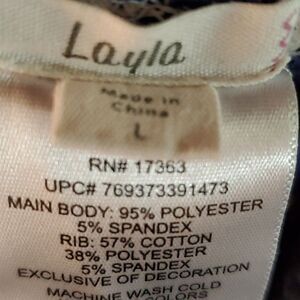 Layla
Made in
China
L
RN# 17363
UPC# 769373391473
MAIN BODY: 95% POLYESTER
5% SPANDEX
RIB: 57% COTTON
38% POLYESTER
5% SPANDEX
EXCLUSIVE OF DECORATION
MACHINE WASH COLD
COLORS